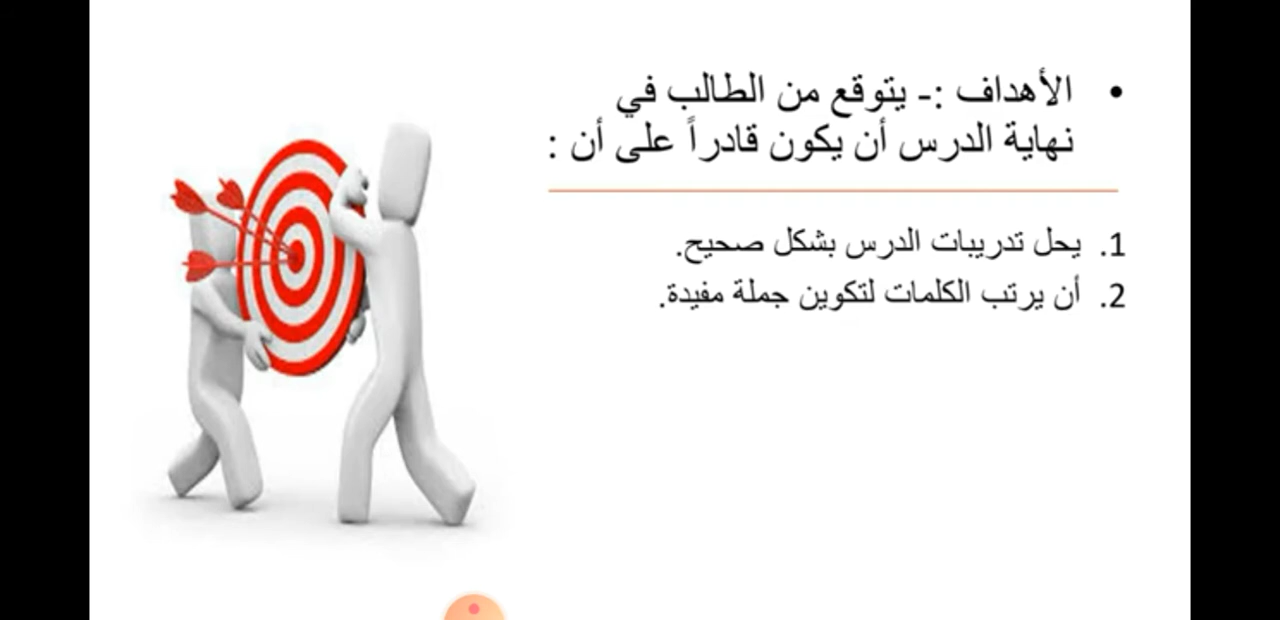 • الأهداف :- يتوقع من الطالب في
نهاية الدرس أن يكون قادراً على أن :
1. يحل تدريبات الدرس بشكل صحيح.
2. أن يرتب الكلمات لتكوين جملة مفيدة.